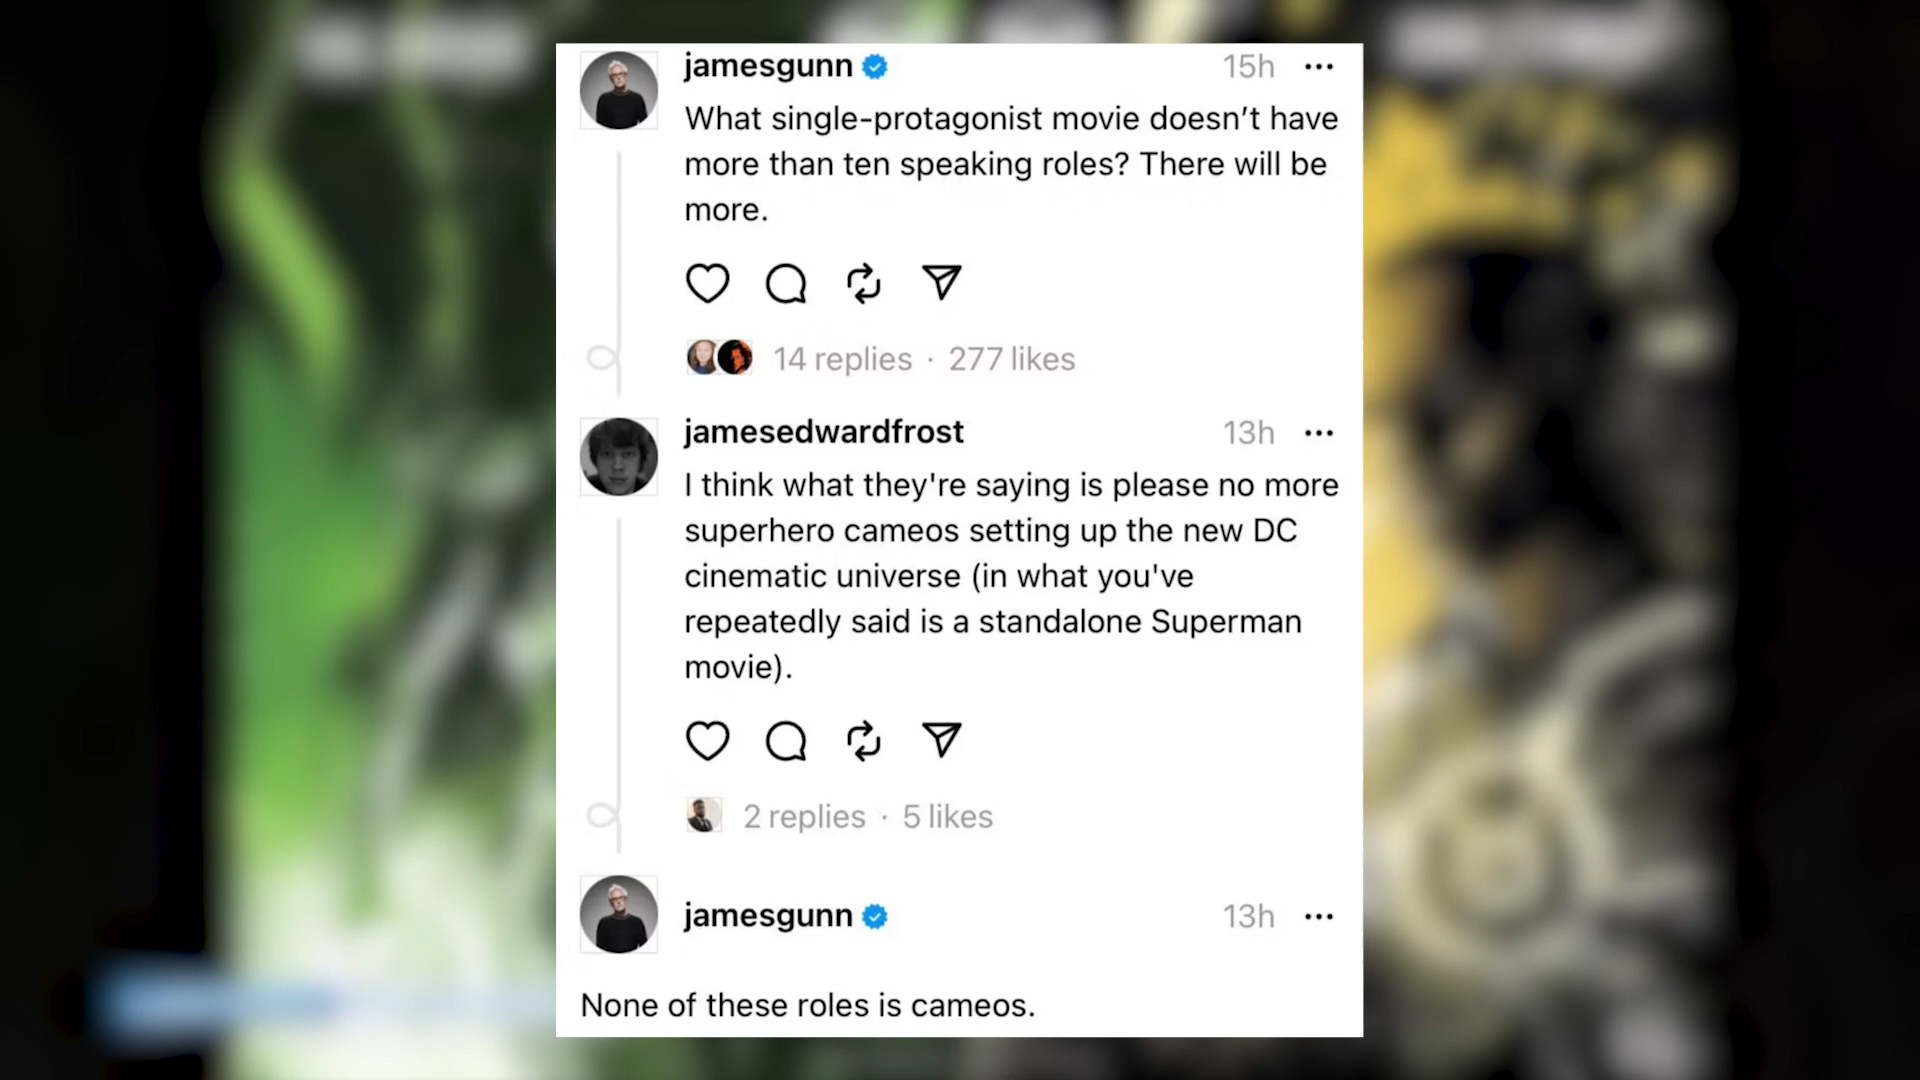 jamesgunn 15h
What single-protagonist movie doesn’t have
more than ten speaking roles? There will be
more.
14 replies · 277 likes
jamesedwardfrost 13h
I think what they're saying is please no more
superhero cameos setting up the new DC
cinematic universe (in what you've
repeatedly said is a standalone Superman
movie).
2 replies · 5 likes
jamesgunn 13h
None of these roles is cameos.